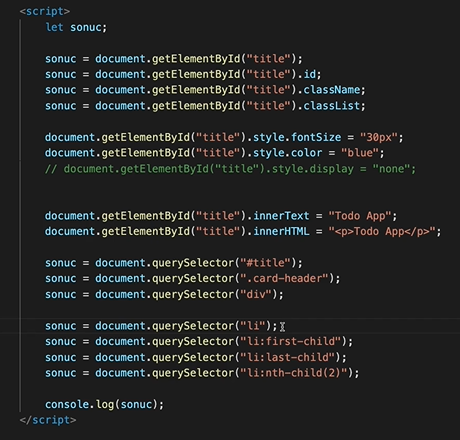 <script>
let sonuc;
sonuc = document.getElementById("title");
sonuc = document.getElementById("title").id;
sonuc = document.getElementById("title").className;
sonuc = document.getElementById("title").classList;
document.getElementById("title").style.fontSize = "30px";
document.getElementById("title").style.color = "blue";
// document.getElementById("title").style.display = "none";
document.getElementById("title").innerText = "Todo App";
document.getElementById("title").innerHTML = "<p>Todo App</p>";
sonuc = document.querySelector("#title");
sonuc = document.querySelector(".card-header");
sonuc = document.querySelector("div");
sonuc = document.querySelector("li");
sonuc = document.querySelector("li:first-child");
sonuc = document.querySelector("li:last-child");
sonuc = document.querySelector("li:nth-child(2)");
console.log(sonuc);
</script>